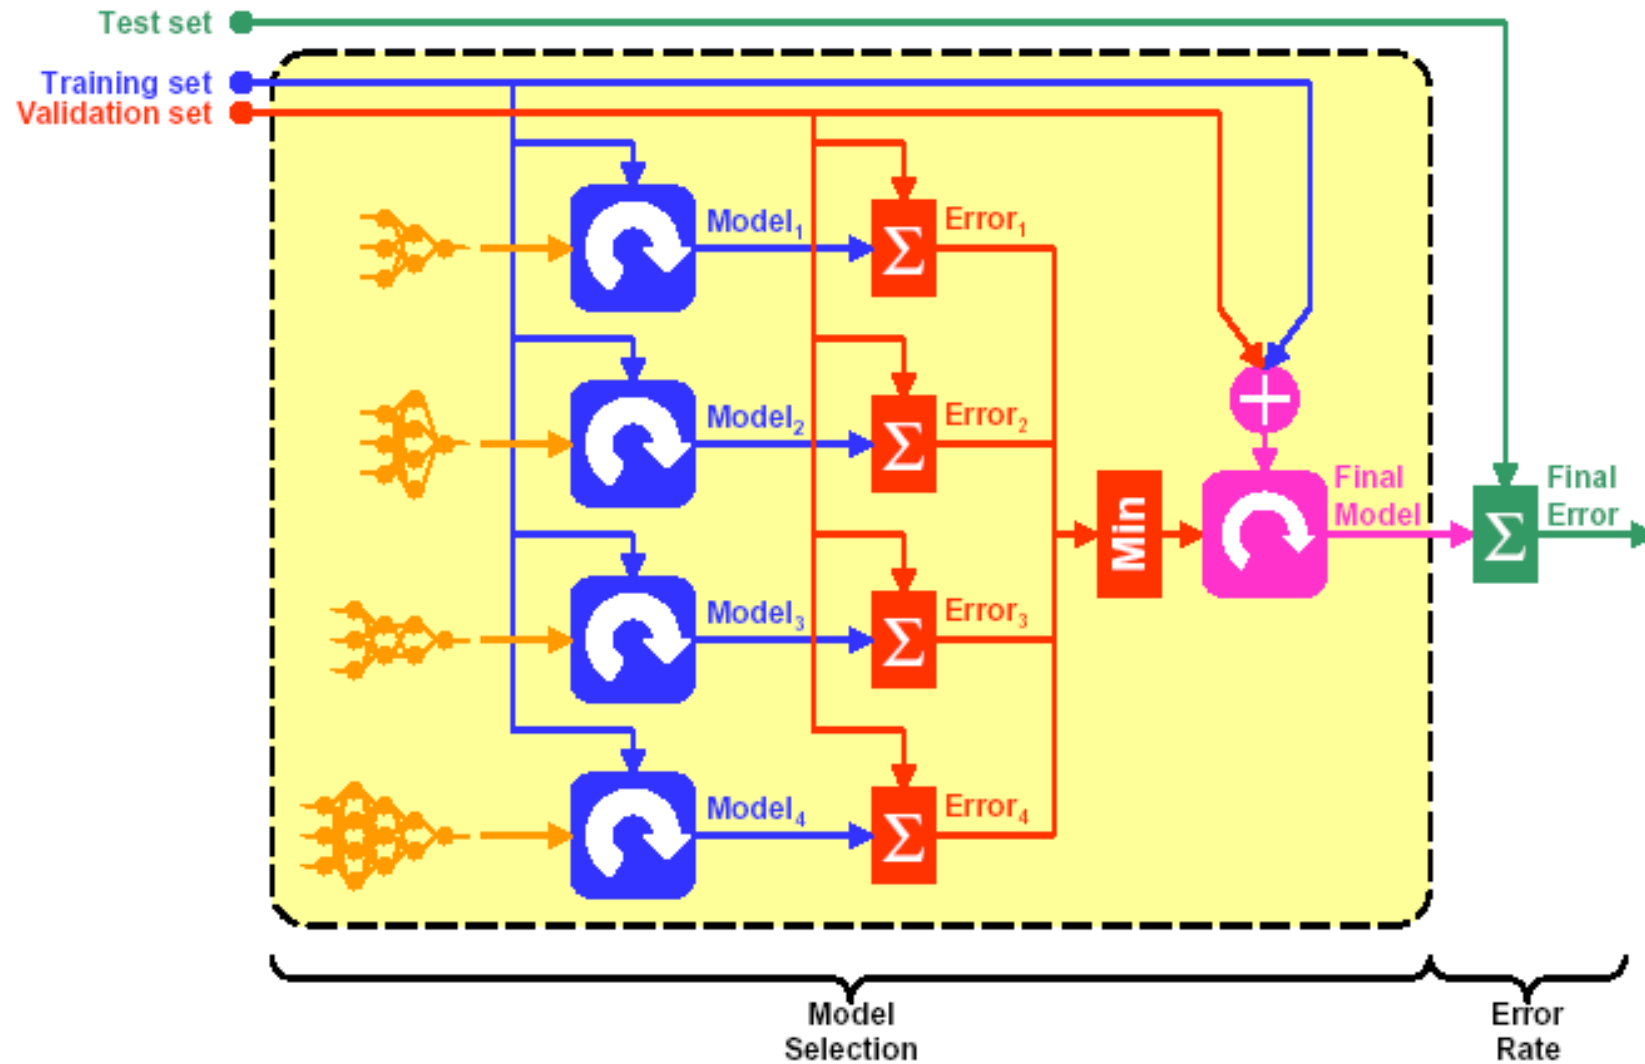 Test set
Training set
Validation set
Model1
Σ
Error1
Model2
Σ
Error2
Model3
Σ
Error3
Model4
Σ
Error4
Min
+
Final
Model
Σ
Final
Error
Model
Selection
Error
Rate